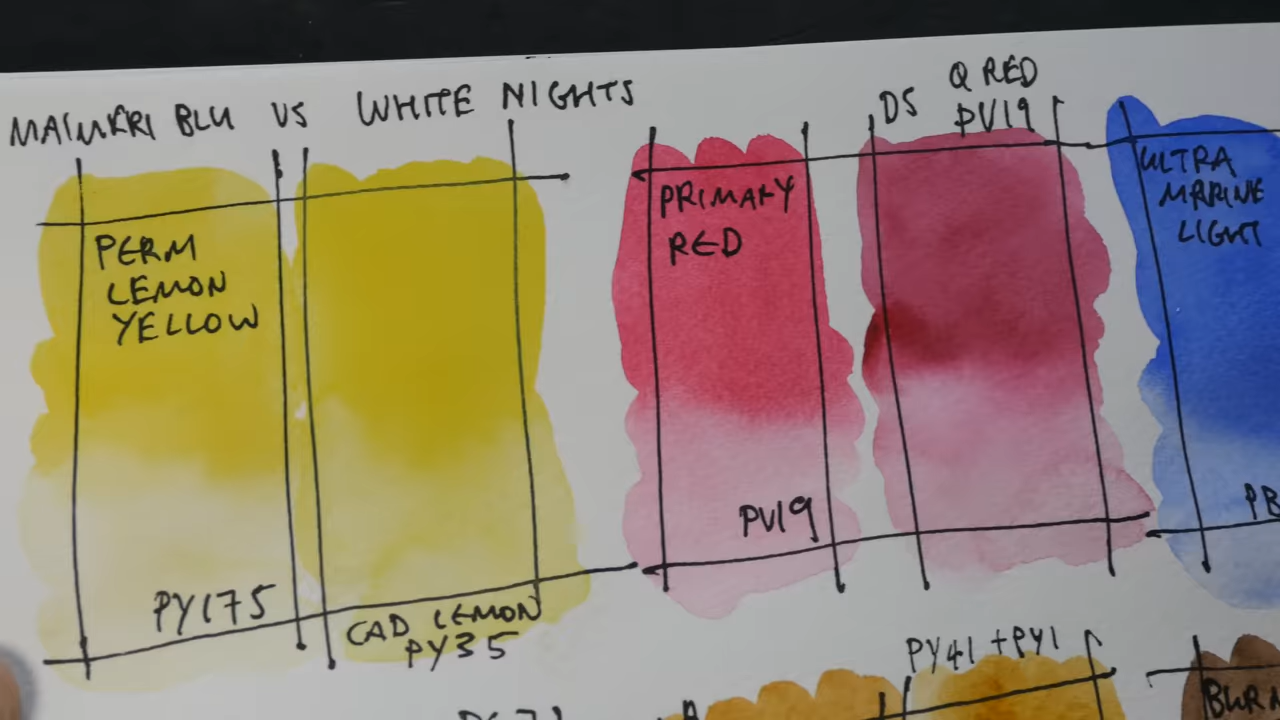 MAIMERI BLU VS WHITE NIGHTS
PERM
LEMON
YELLOW
PY175
CAD LEMON
PY35
PRIMARY
RED
PV19
DS Q RED
PV19
ULTRA
MARINE
LIGHT
PB
PY41 + PY1